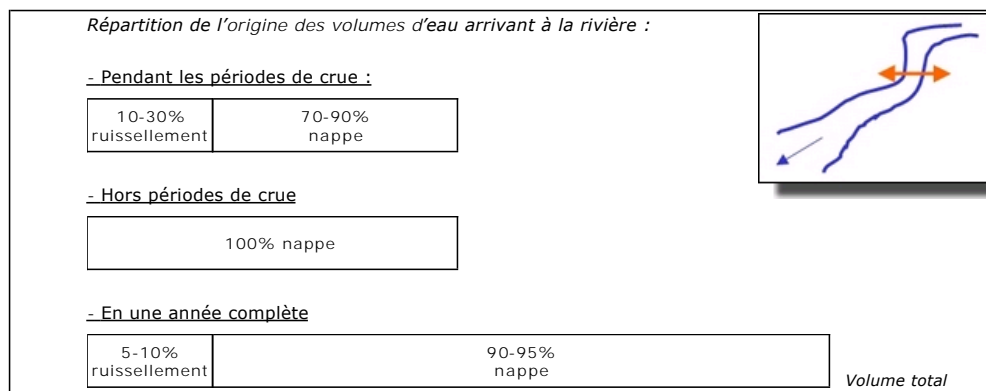 Répartition de l'origine des volumes d'eau arrivant à la rivière :
- Pendant les périodes de crue :
10-30% ruissellement
70-90% nappe
- Hors périodes de crue
100% nappe
- En une année complète
5-10% ruissellement
90-95% nappe
Volume total